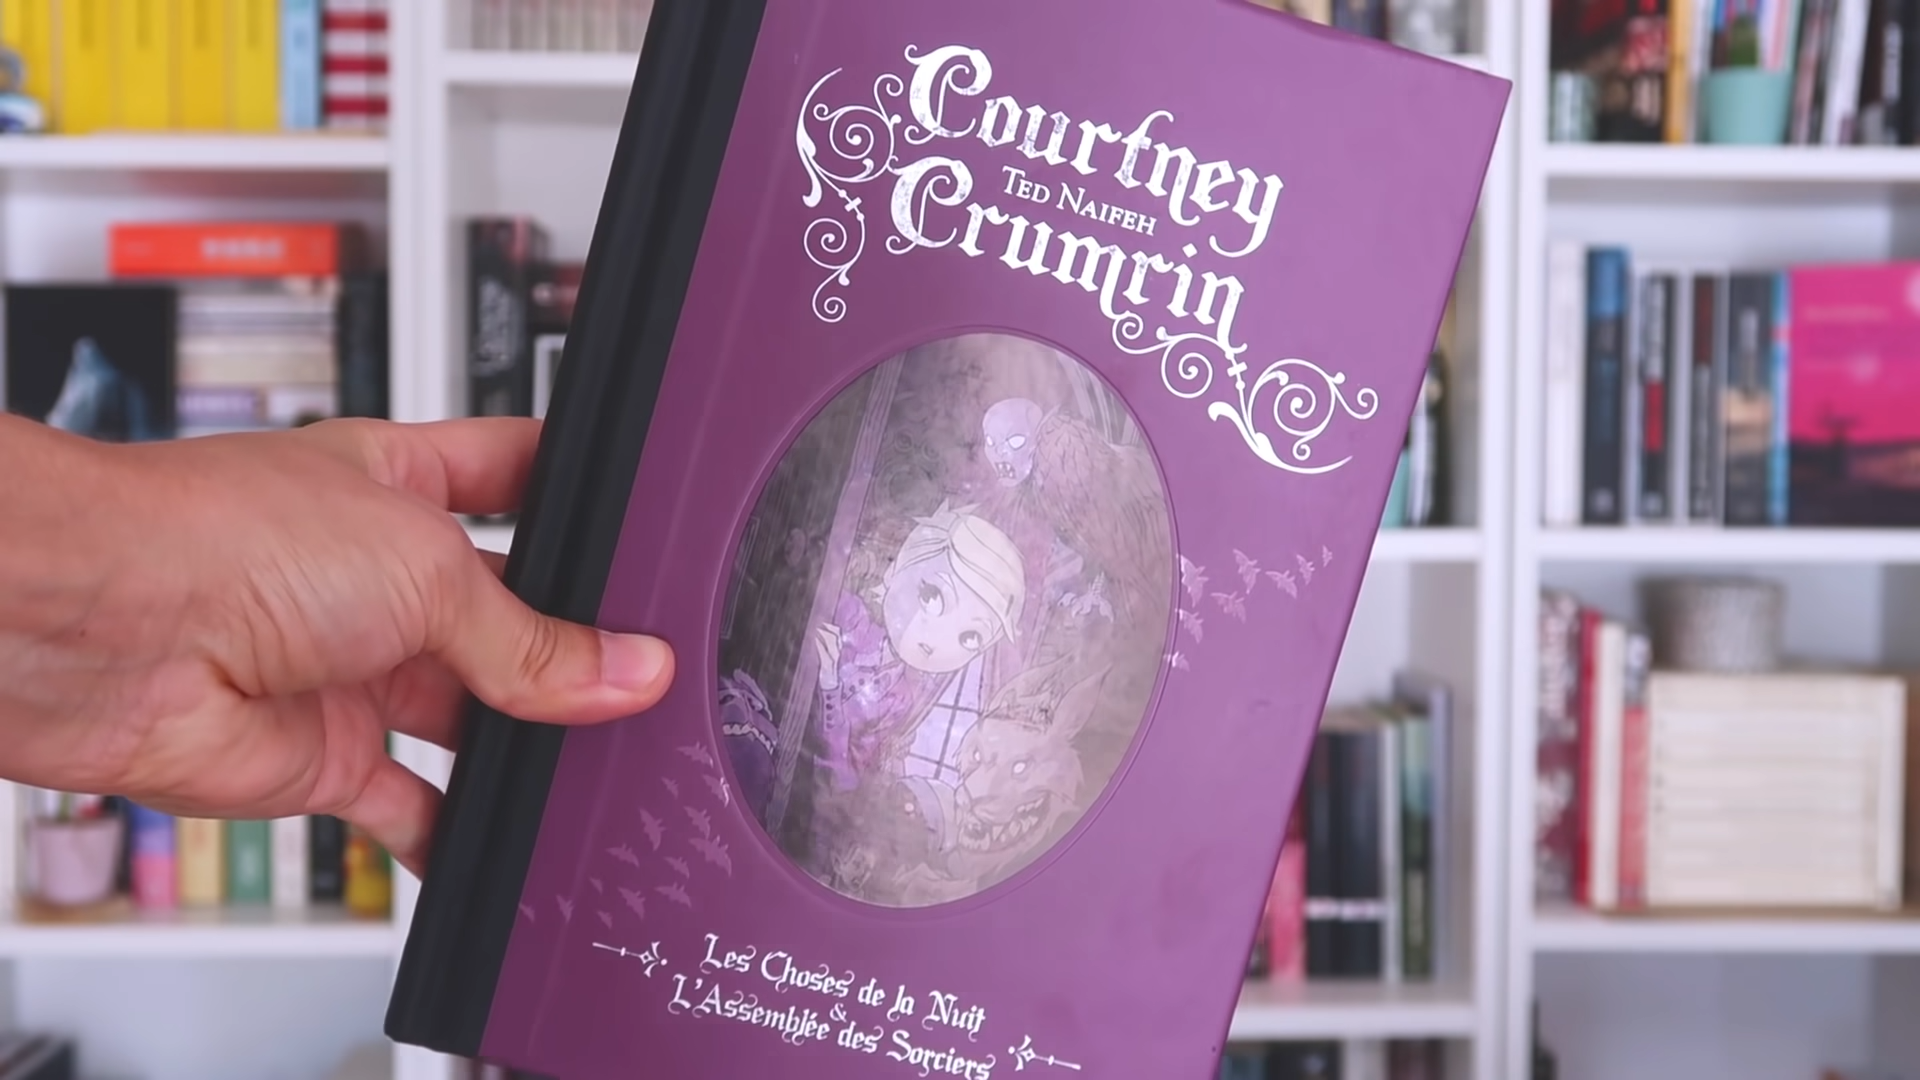 Courtney
Ted Naifeh
Crumrin
Les Choses de la Nuit
&
L'Assemblée des Sorciers